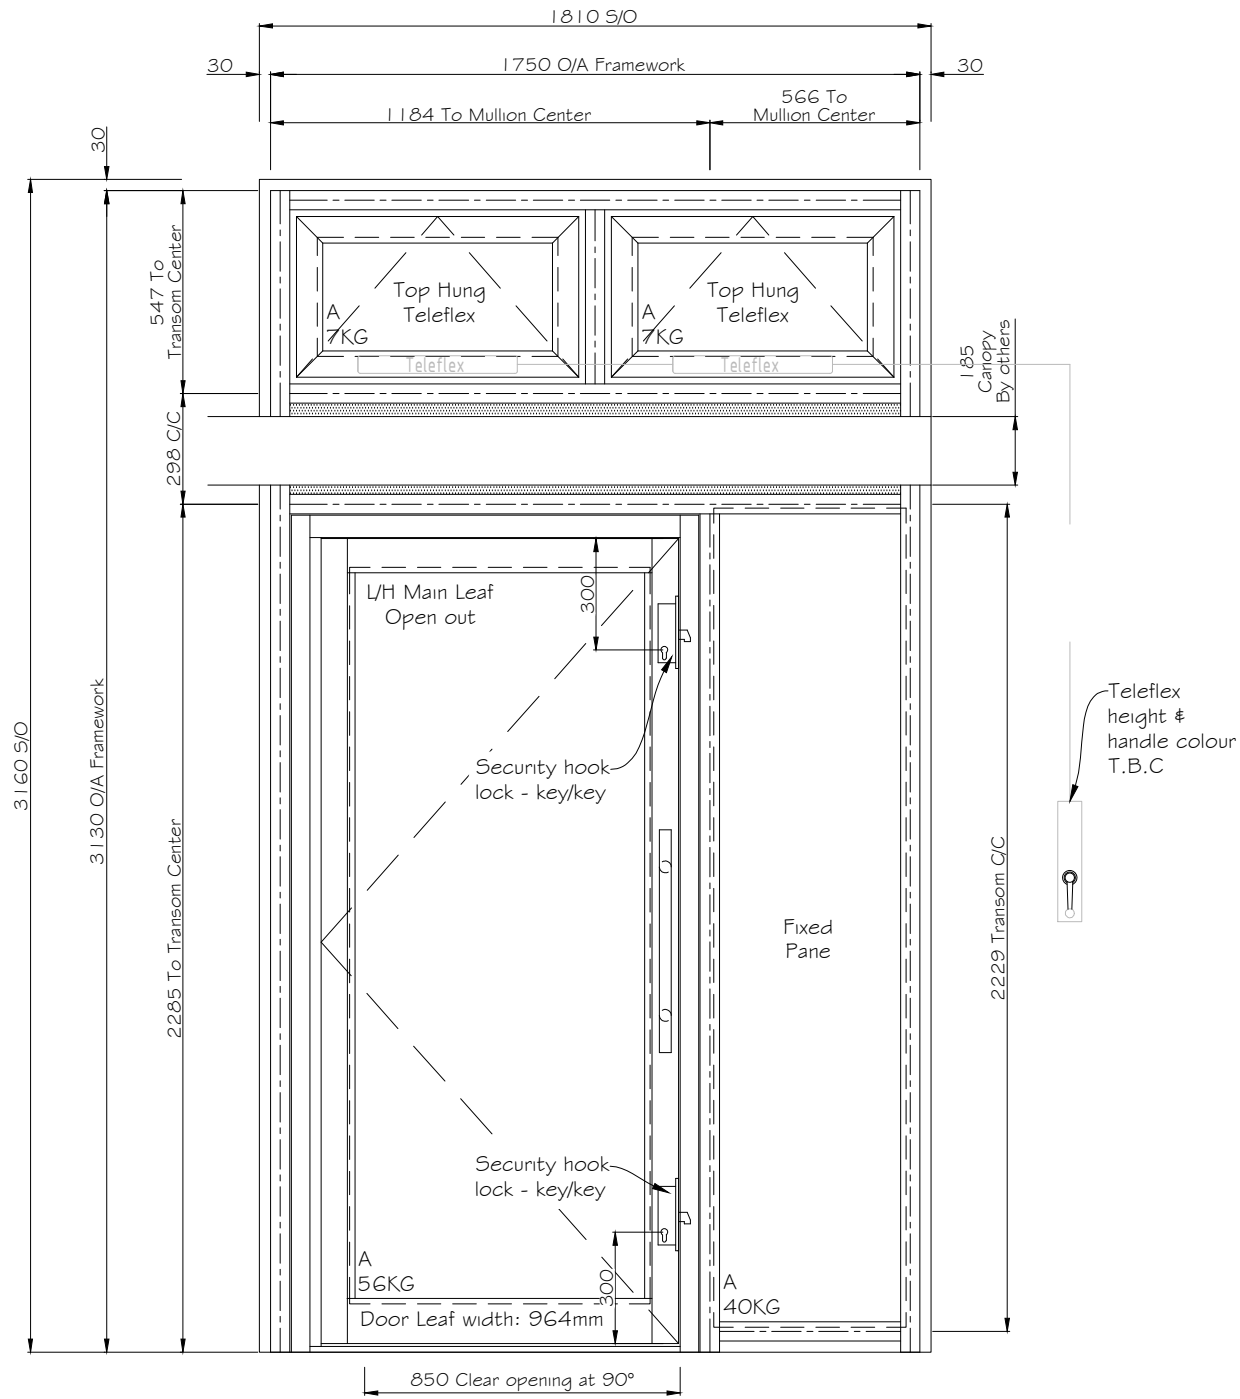 1810 S/O
30
1750 O/A Framework
30
1184 To Mullion Center
566 To
Mullion Center
30
547 To
Transom Center
Top Hung
Teleflex
A
7KG
Teleflex
Top Hung
Teleflex
A
7KG
Teleflex
185
Canopy
By others
298 C/C
L/H Main Leaf
Open out
300
Security hook
lock - key/key
Teleflex
height &
handle colour
T.B.C
3160 S/O
3130 O/A Framework
2285 To Transom Center
Fixed
Pane
2229 Transom C/C
Security hook
lock - key/key
300
A
56KG
A
40KG
Door Leaf width: 964mm
850 Clear opening at 90°